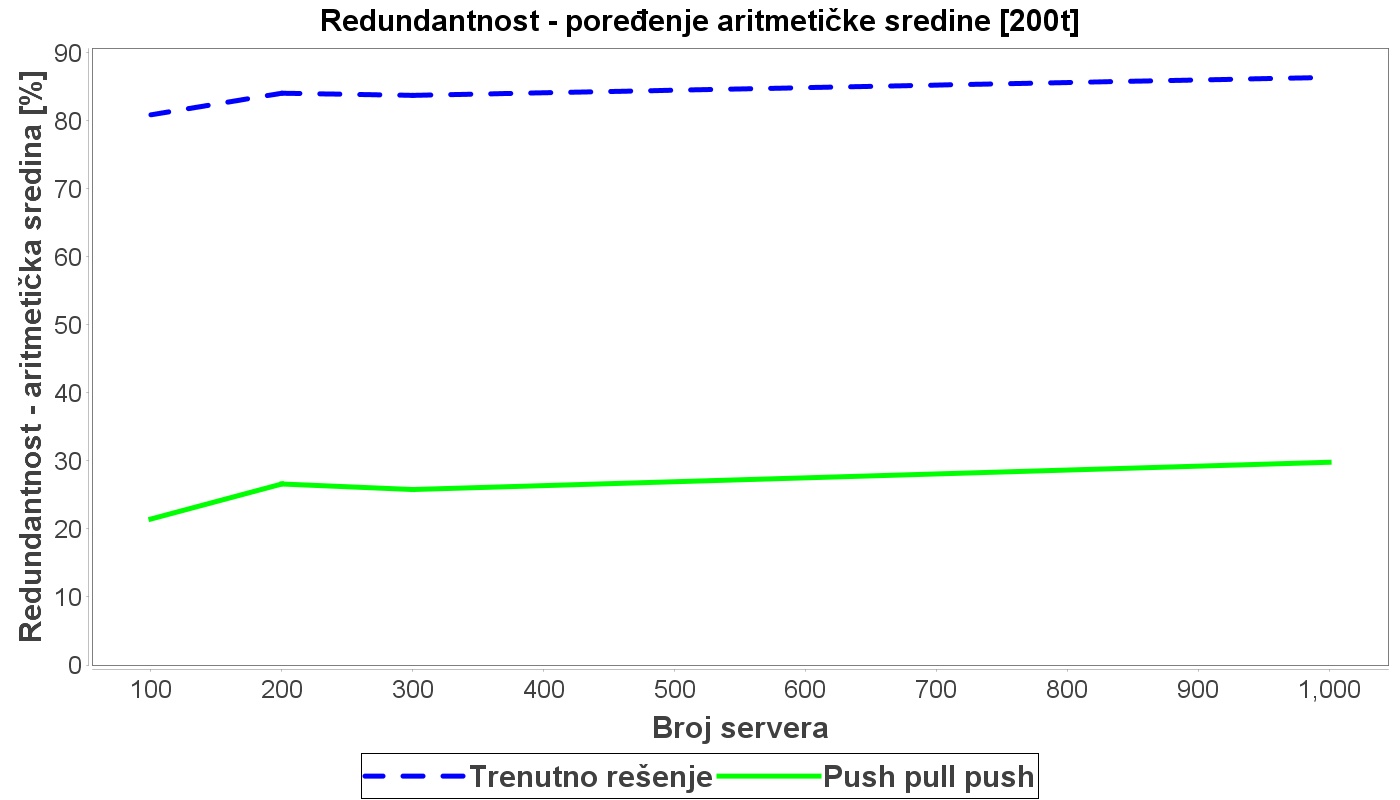 Redundantnost - poređenje aritmetičke sredine [200t]
Redundantnost - aritmetička sredina [%]
90
80
70
60
50
40
30
20
10
0
100 200 300 400 500 600 700 800 900 1,000
Broj servera
Trenutno rešenje Push pull push